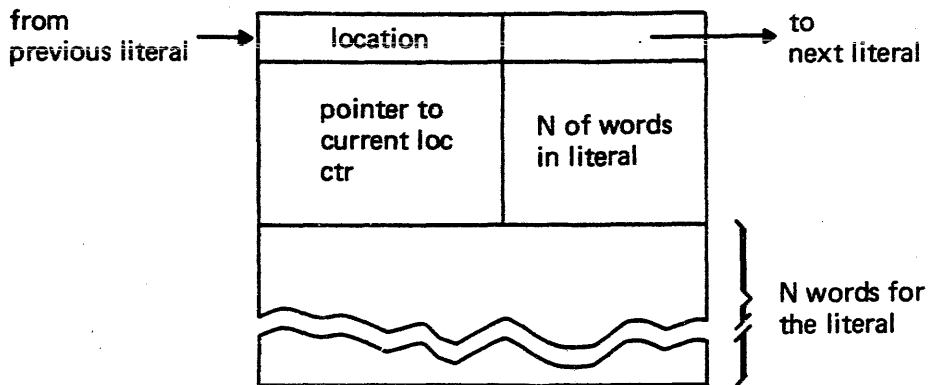 from
previous literal
location
to
next literal
pointer to
current loc
ctr
N of words
in literal
N words for
the literal